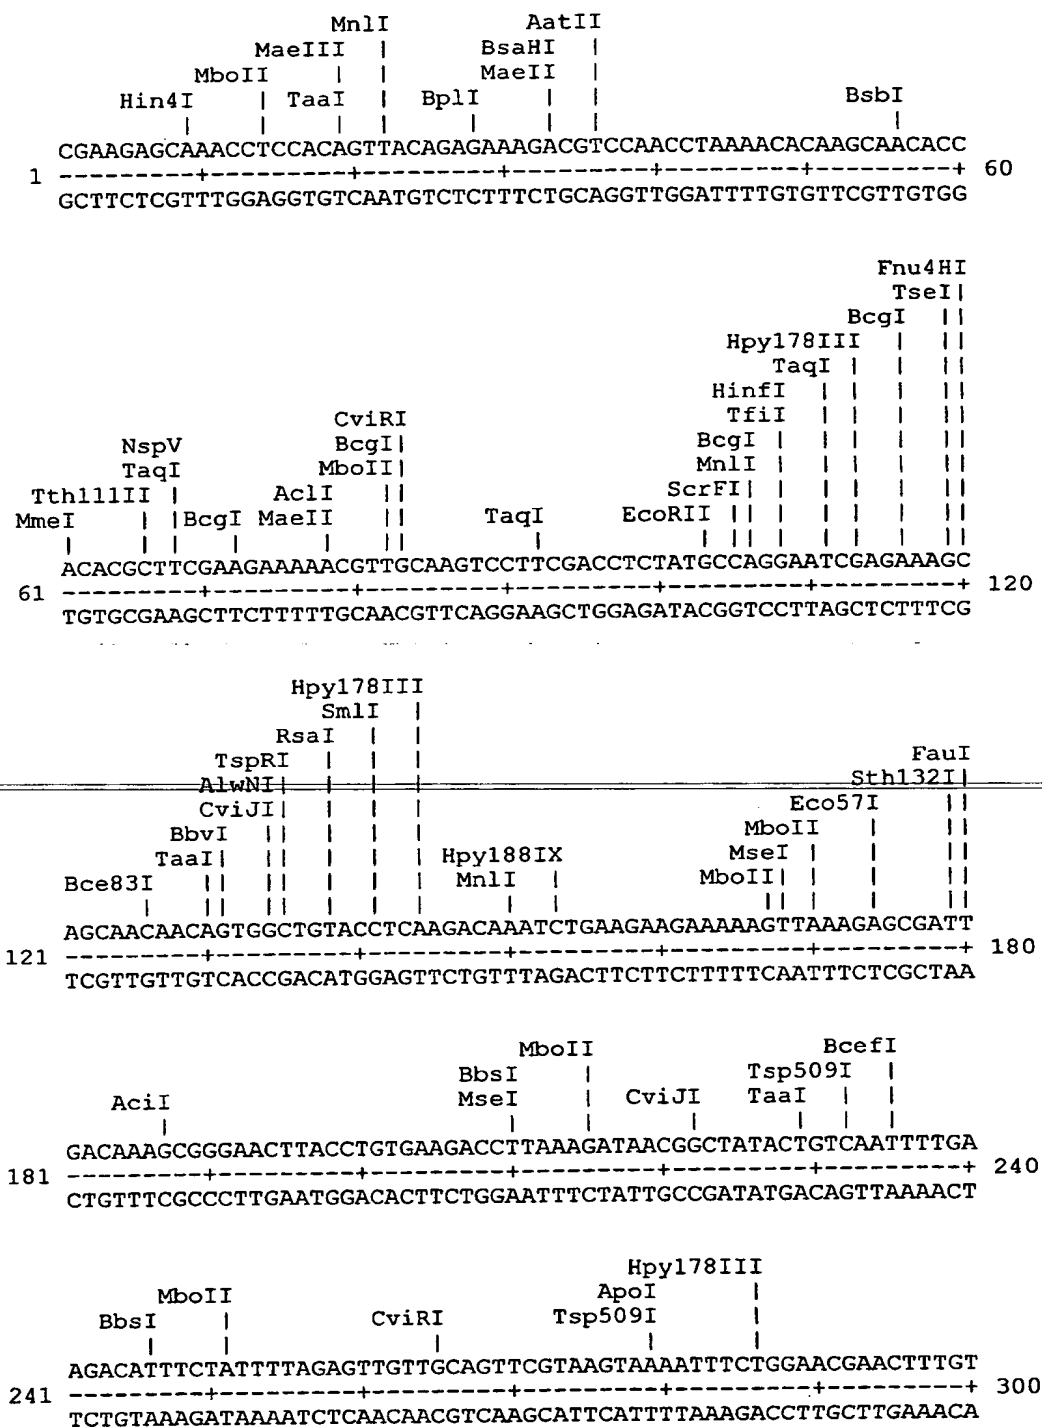 MnlI AatII
MaeIII | BsaHI |
MboII | | MaeII |
Hin4I | TaaI | BplI | | BsbI
| | | | | | | |
CGAAGAGCAAACCTCCACAGTTACAGAGAAAGACGTCCAACCTAAAACACAAGCAACACC
1 ---------+---------+---------+---------+---------+---------+ 60
GCTTCTCGTTTGGAGGTGTCAATGTCTCTTTCTGCAGGTTGGATTTTGTGTTCGTTGTGG
Fnu4HI
TseI|
BcgI ||
Hpy178III | ||
TaqI | | ||
HinfI | | | ||
CviRI TfiI | | | ||
NspV BcgI| BcgI | | | | ||
TaqI MboII| MnlI | | | | ||
Tth111II | AclI || ScrFI| | | | | ||
MmeI | |BcgI MaeII || TaqI EcoRII || | | | | ||
| | | | | || | | || | | | | ||
ACACGCTTCGAAGAAAAACGTTGCAAGTCCTTCGACCTCTATGCCAGGAATCGAGAAAGC
61 ---------+---------+---------+---------+---------+---------+ 120
TGTGCGAAGCTTCTTTTTGCAACGTTCAGGAAGCTGGAGATACGGTCCTTAGCTCTTTCG
Hpy178III
SmlI |
RsaI | |
TspRI | | | FauI
AlwNI| | | | Sth132I|
CviJI| | | | Eco57I ||
BbvI || | | | MboII | ||
TaaI| || | | | Hpy188IX MseI | | ||
Bce83I || || | | | MnlI | MboII| | | ||
| || || | | | | | || | | ||
AGCAACAACAGTGGCTGTACCTCAAGACAAATCTGAAGAAGAAAAAGTTAAAGAGCGATT
121 ---------+---------+---------+---------+---------+---------+ 180
TCGTTGTTGTCACCGACATGGAGTTCTGTTTAGACTTCTTCTTTTTCAATTTCTCGCTAA
MboII BcefI
BbsI | Tsp509I |
AciI MseI | CviJI TaaI | |
| | | | | | |
GACAAAGCGGGAACTTACCTGTGAAGACCTTAAAGATAACGGCTATACTGTCAATTTTGA
181 ---------+---------+---------+---------+---------+---------+ 240
CTGTTTCGCCCTTGAATGGACACTTCTGGAATTTCTATTGCCGATATGACAGTTAAAACT
Hpy178III
MboII ApoI |
BbsI | CviRI Tsp509I |
| | | | |
AGACATTTCTATTTTAGAGTTGTTGCAGTTCGTAAGTAAAATTTCTGGAACGAACTTTGT
241 ---------+---------+---------+---------+---------+---------+ 300
TCTGTAAAGATAAAATCTCAACAACGTCAAGCATTCATTTTAAAGACCTTGCTTGAAACA